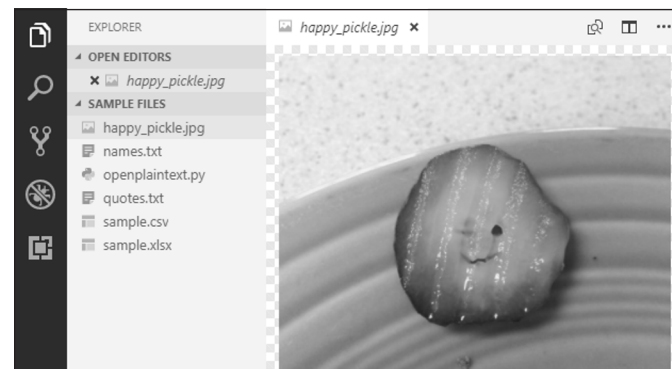 EXPLORER
OPEN EDITORS
happy_pickle.jpg
SAMPLE FILES
happy_pickle.jpg
names.txt
openplaintext.py
quotes.txt
sample.csv
sample.xlsx
happy_pickle.jpg